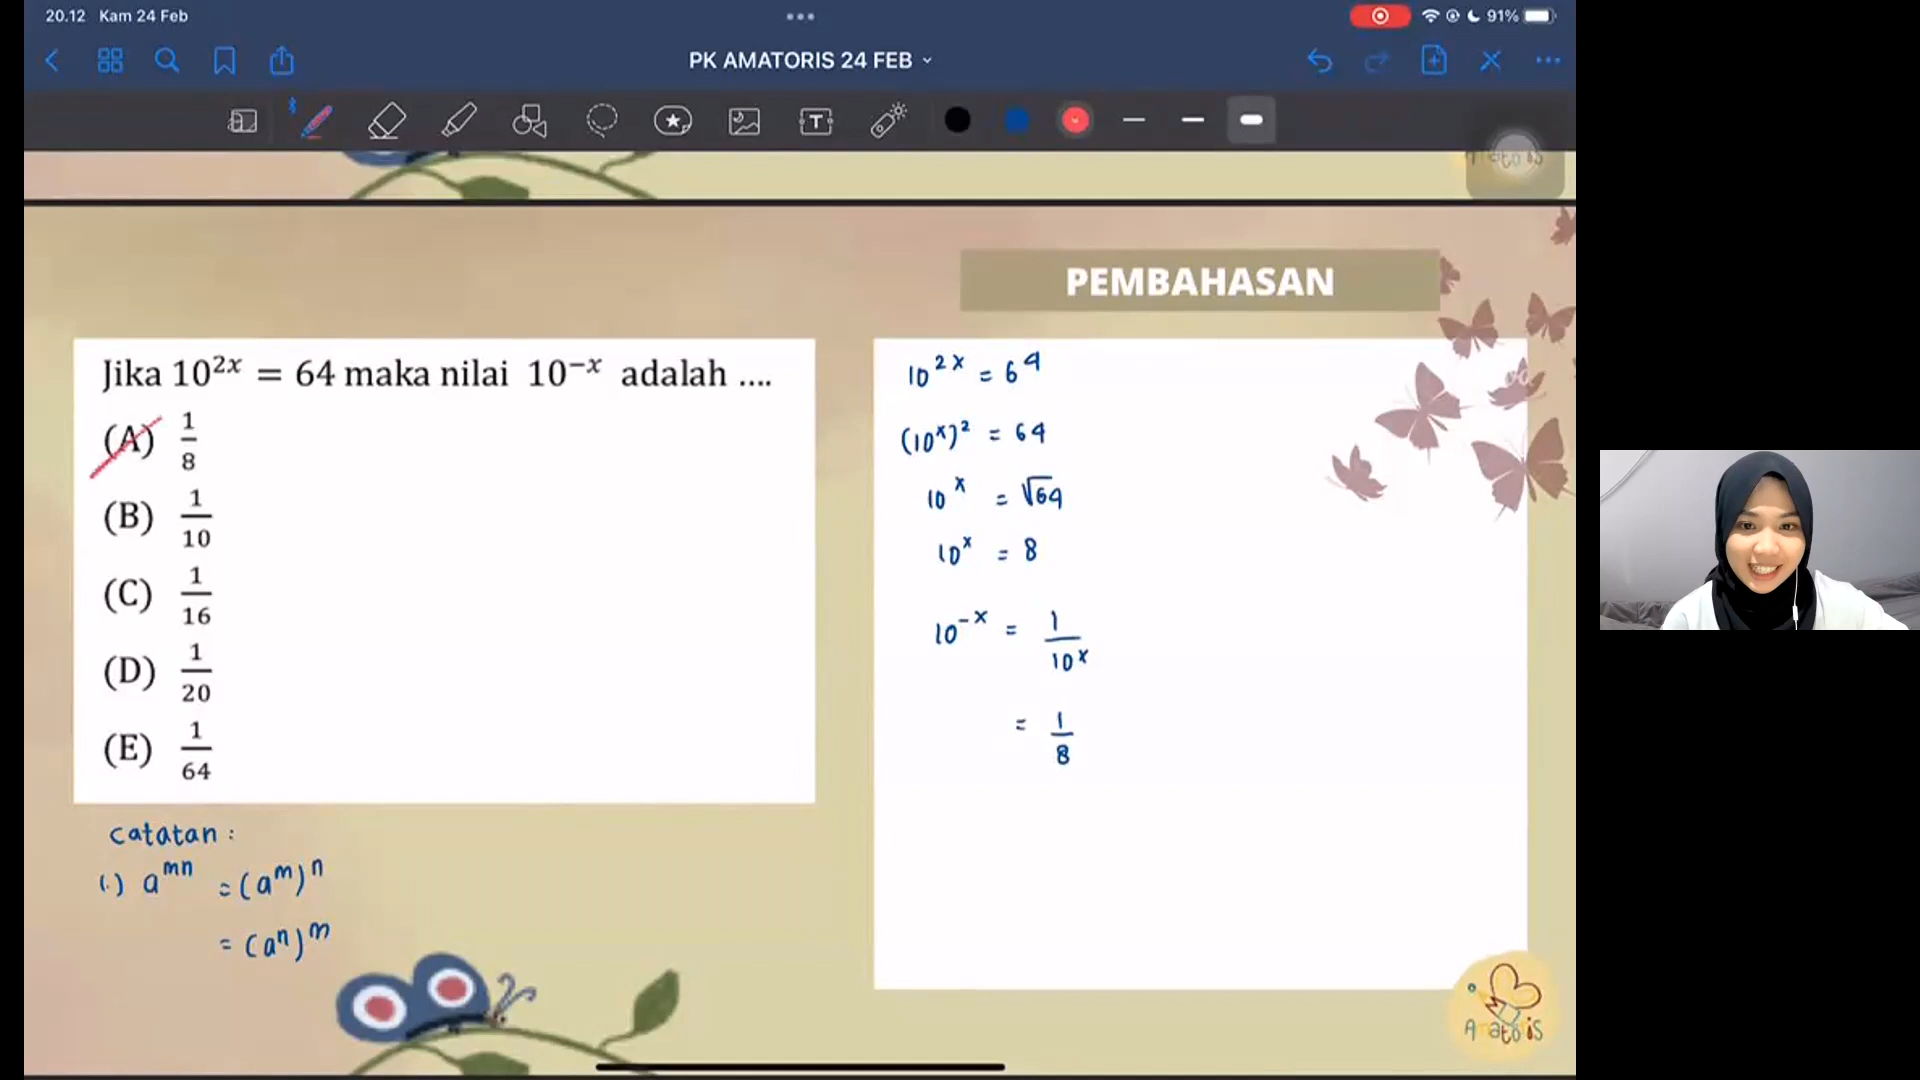 20.12 Kam 24 Feb
91%
PK AMATORIS 24 FEB
PEMBAHASAN
Jika 10^{2x} = 64 maka nilai 10^{-x} adalah ....
(A) 1/8
(B) 1/10
(C) 1/16
(D) 1/20
(E) 1/64
catatan :
1.) a^{mn} = (a^m)^n
= (a^n)^m
10^{2x} = 64
(10^x)^2 = 64
10^x = √64
10^x = 8
10^{-x} = 1/10^x
= 1/8
Amatoris